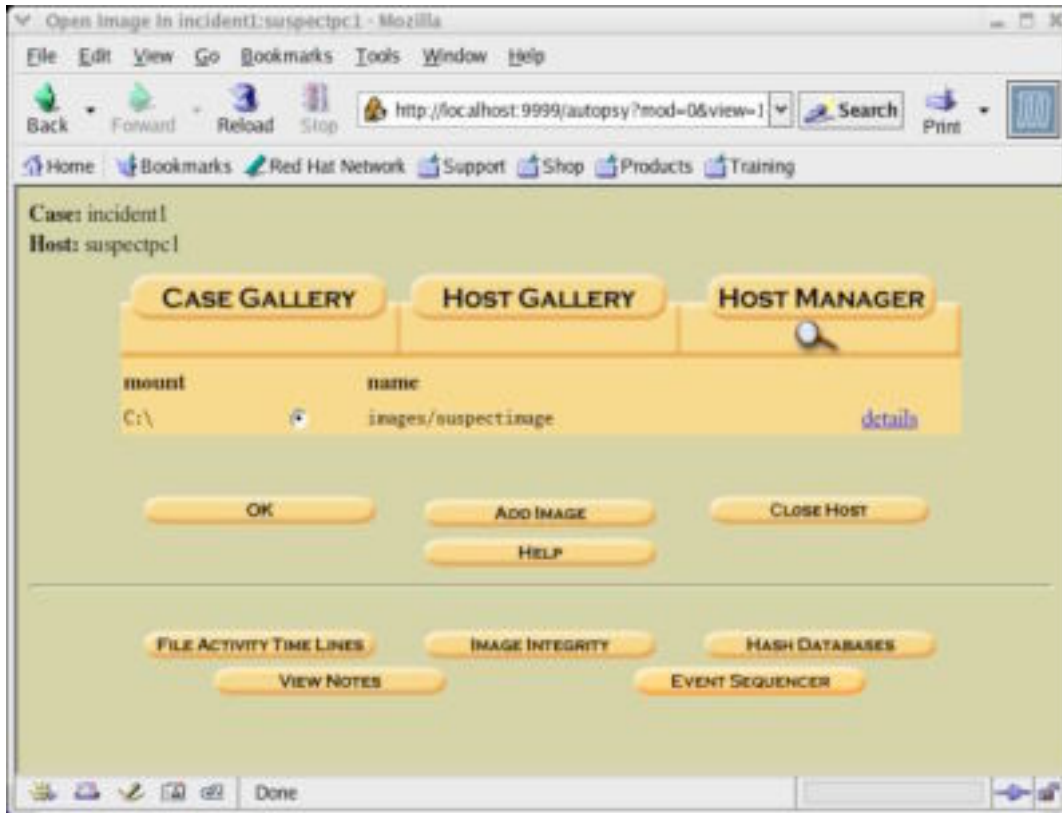 Open Image In incident1:suspectpc1 - Mozilla
File Edit View Go Bookmarks Tools Window Help
Back Forward Reload Stop http://localhost:9999/autopsy?mod=0&view=1 Search Print
Home Bookmarks Red Hat Network Support Shop Products Training
Case: incident1
Host: suspectpc1
CASE GALLERY HOST GALLERY HOST MANAGER
mount name
C:\ images/suspectimage details
OK ADD IMAGE CLOSE HOST
HELP
FILE ACTIVITY TIME LINES IMAGE INTEGRITY HASH DATABASES
VIEW NOTES EVENT SEQUENCER
Done